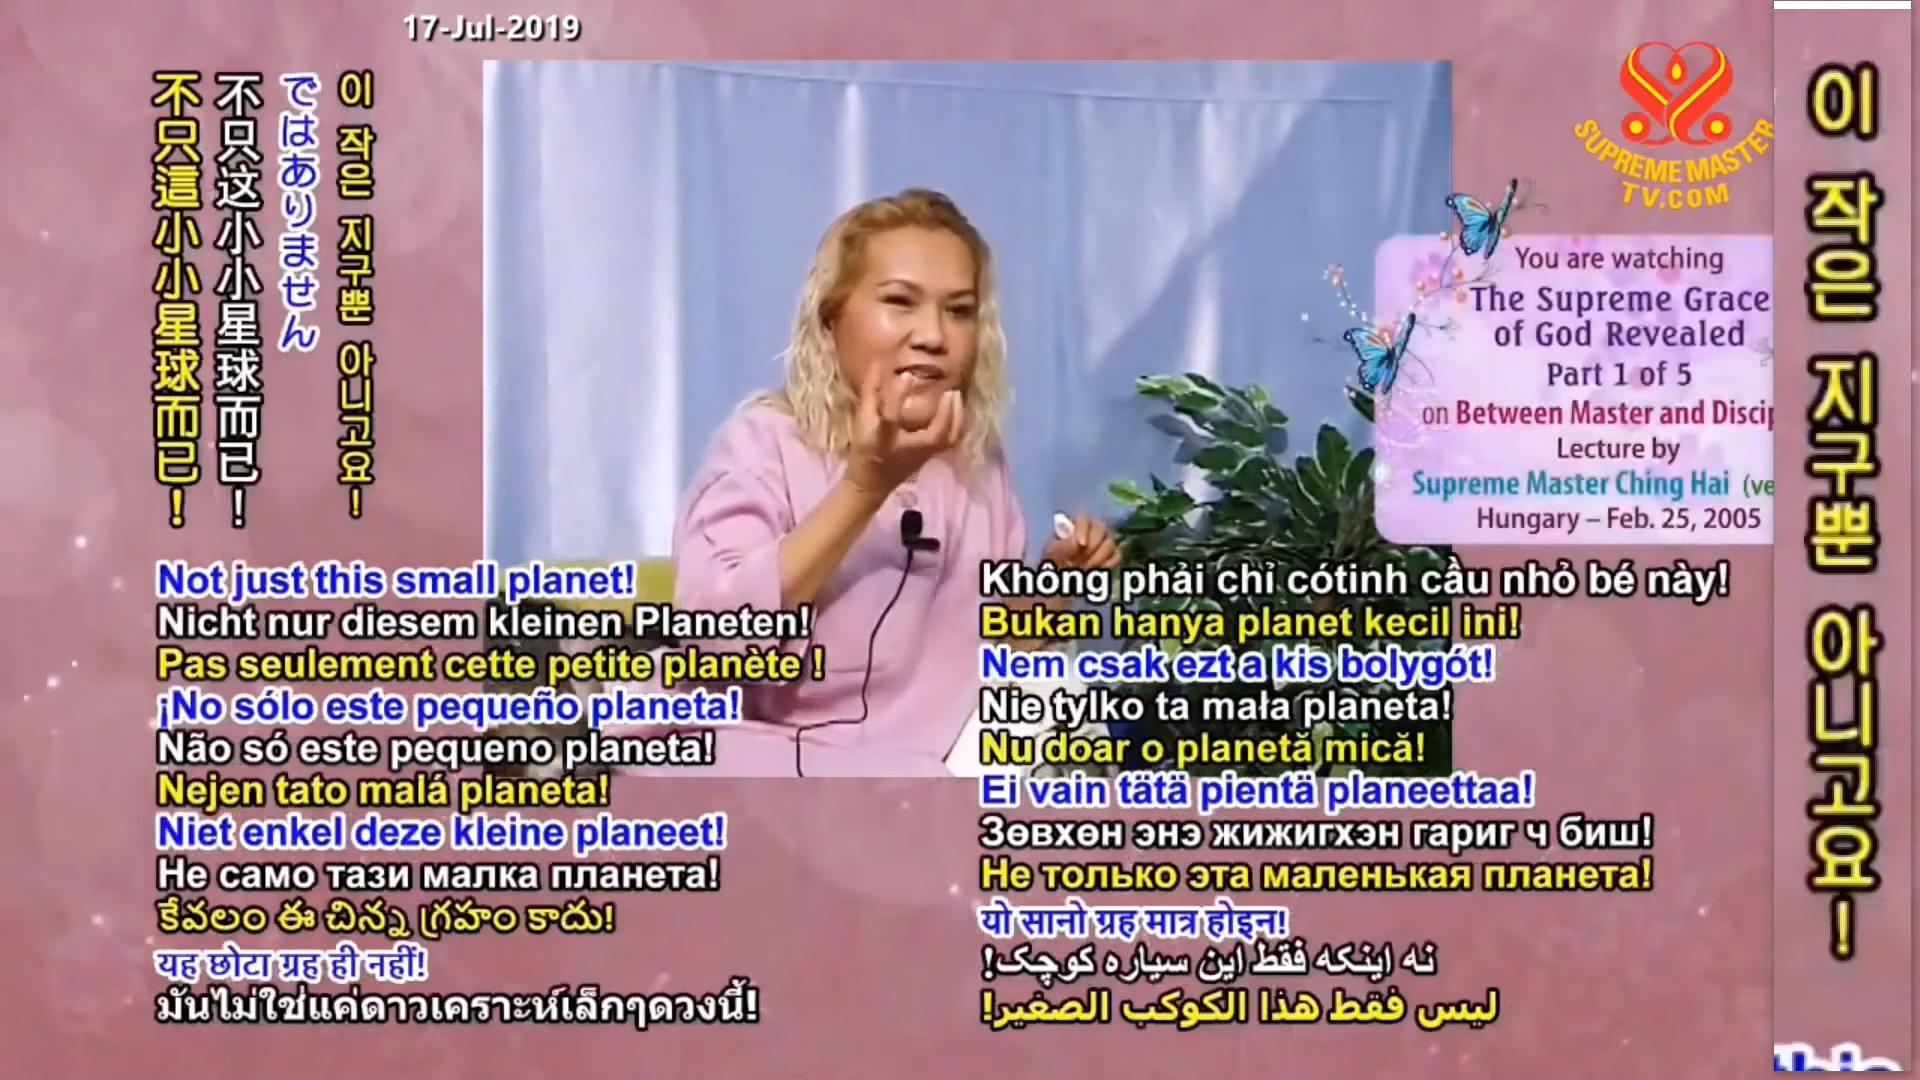 17-Jul-2019
이 작은 지구뿐 아니고요!
ではありません
不只这小小星球而已!
不只這小小星球而已!
SUPREME MASTER
TV.COM
You are watching
The Supreme Grace
of God Revealed
Part 1 of 5
on Between Master and Discip
Lecture by
Supreme Master Ching Hai (ve
Hungary – Feb. 25, 2005
Not just this small planet!
Nicht nur diesem kleinen Planeten!
Pas seulement cette petite planète !
¡No sólo este pequeño planeta!
Não só este pequeno planeta!
Nejen tato malá planeta!
Niet enkel deze kleine planeet!
Не само тази малка планета!
కేవలం ఈ చిన్న గ్రహం కాదు!
यह छोटा ग्रह ही नहीं!
มันไม่ใช่แค่ดาวเคราะห์เล็กๆดวงนี้!
Không phải chỉ cótinh cầu nhỏ bé này!
Bukan hanya planet kecil ini!
Nem csak ezt a kis bolygót!
Nie tylko ta mała planeta!
Nu doar o planetă mică!
Ei vain tätä pientä planeettaa!
Зөвхөн энэ жижигхэн гариг ч биш!
Не только эта маленькая планета!
यो सानो ग्रह मात्र होइन!
نه اینکه فقط این سیاره کوچک!
ليس فقط هذا الكوكب الصغير!
이 작은 지구뿐 아니고요!
this